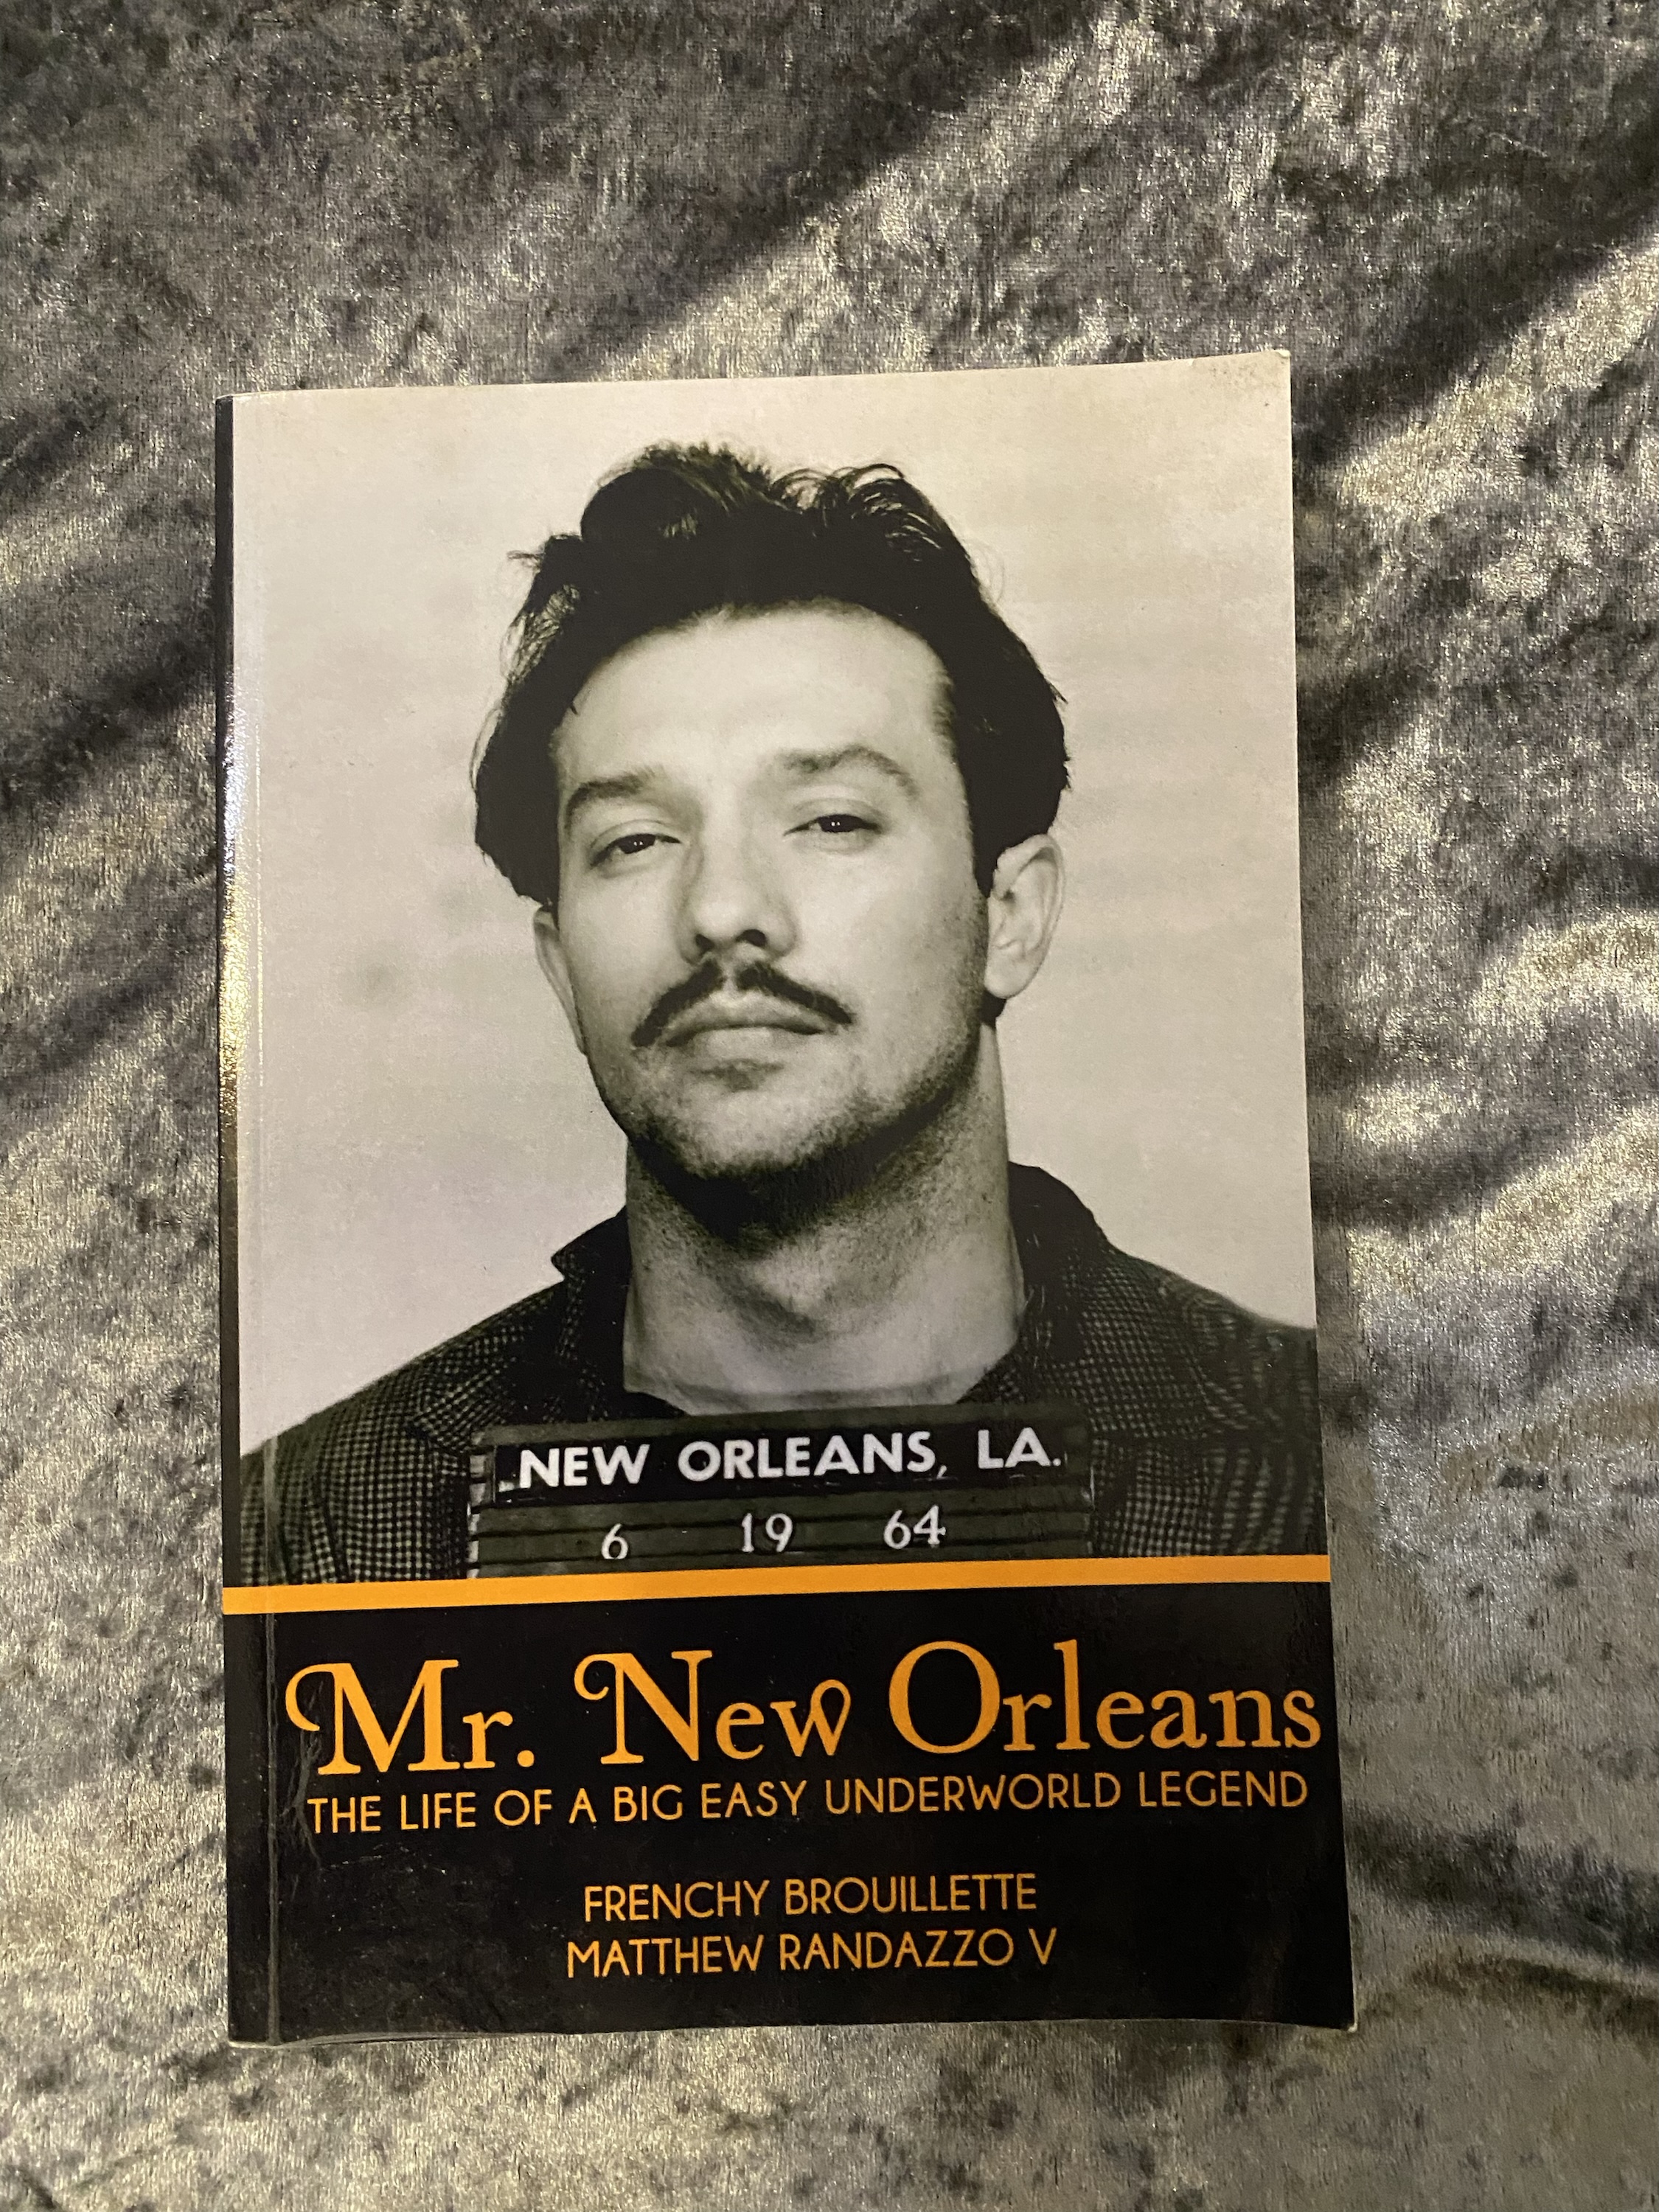 NEW ORLEANS, LA.
6 19 64
Mr. New Orleans
THE LIFE OF A BIG EASY UNDERWORLD LEGEND
FRENCHY BROUILLETTE
MATTHEW RANDAZZO V